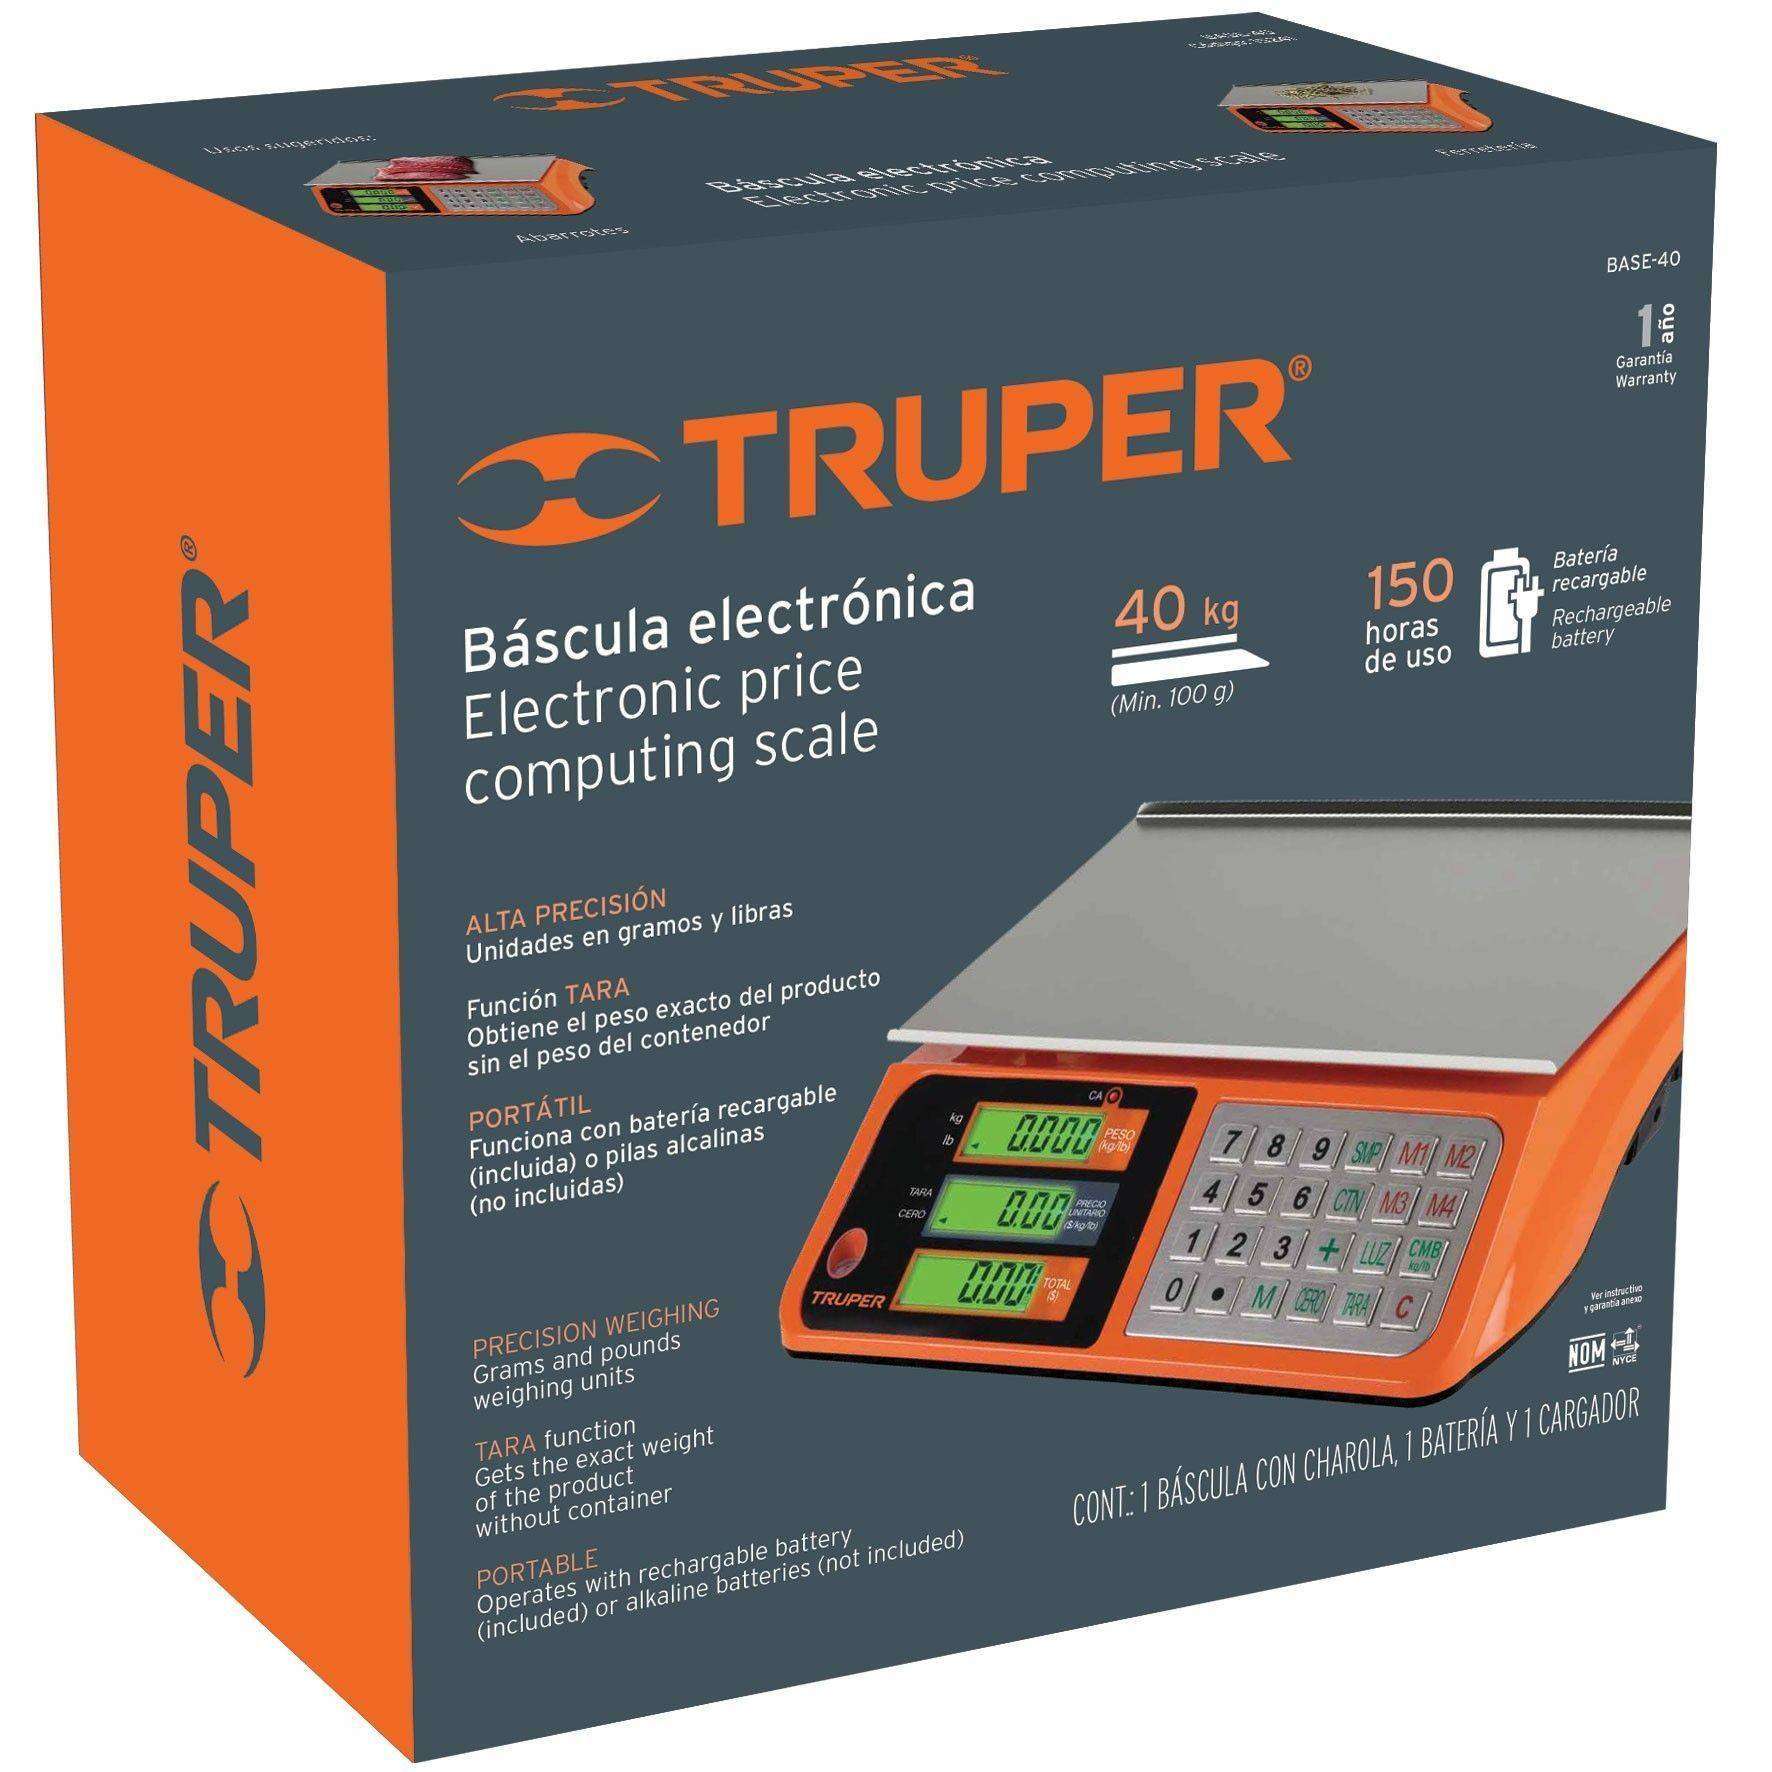 TRUPER®
Usos sugeridos:
Abarrotes
Báscula electrónica
Electronic price computing scale
Ferretería
TRUPER®
BASE-40
1 año
Garantía
Warranty
TRUPER®
Báscula electrónica
Electronic price
computing scale
40 kg
(Min. 100 g)
150
horas
de uso
Batería
recargable
Rechargeable
battery
ALTA PRECISIÓN
Unidades en gramos y libras
Función TARA
Obtiene el peso exacto del producto
sin el peso del contenedor
PORTÁTIL
Funciona con batería recargable
(incluida) o pilas alcalinas
(no incluidas)
PRECISION WEIGHING
Grams and pounds
weighing units
TARA function
Gets the exact weight
of the product
without container
PORTABLE
Operates with rechargable battery
(included) or alkaline batteries (not included)
CA
kg
lb
0.000
PESO
(kg/lb)
TARA
CERO
0.00
PRECIO
UNITARIO
($/kg/lb)
0.00
TOTAL
($)
TRUPER
7 8 9 SMP M1 M2
4 5 6 CTN M3 M4
1 2 3 + LUZ CMB kg/lb
0 • M CERO TARA C
Ver instructivo
y garantía anexo
NOM NYCE
CONT.: 1 BÁSCULA CON CHAROLA, 1 BATERÍA Y 1 CARGADOR